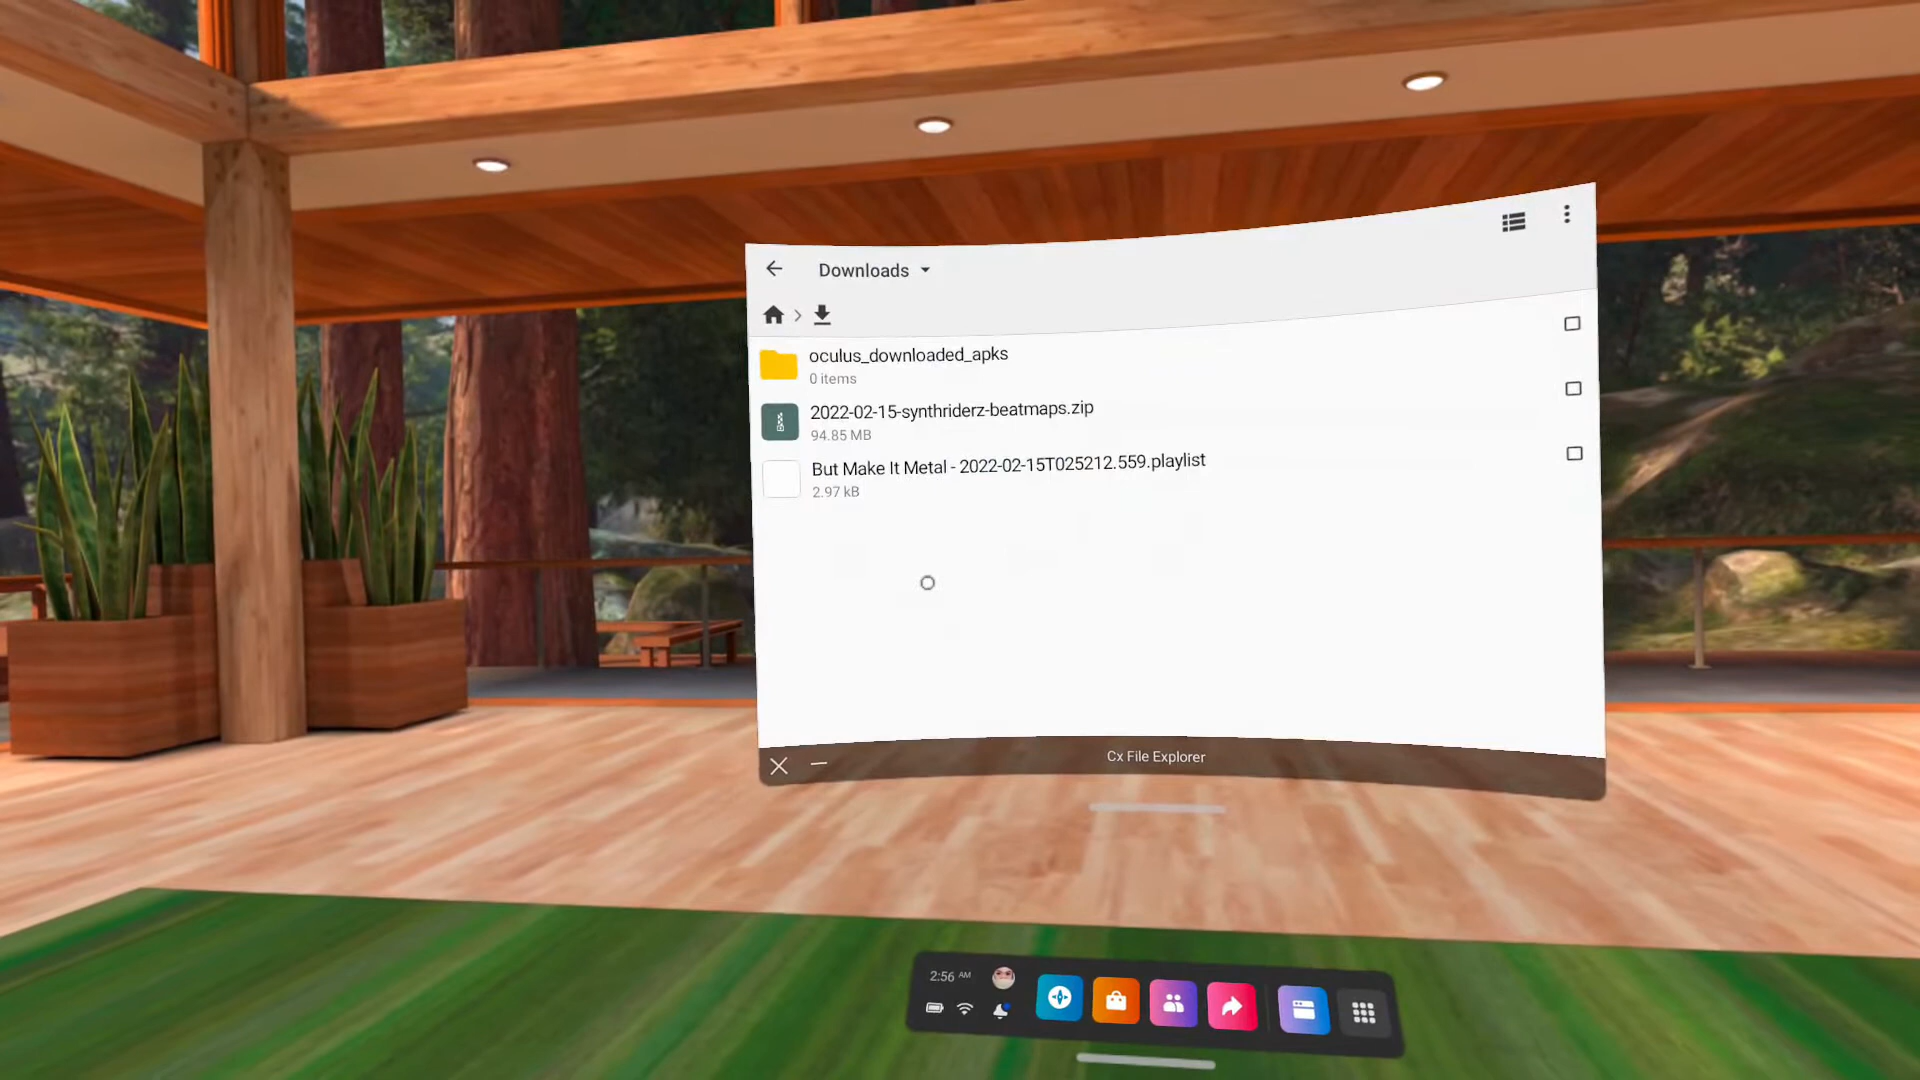 Downloads
oculus_downloaded_apks
0 items
2022-02-15-synthriderz-beatmaps.zip
94.85 MB
But Make It Metal - 2022-02-15T025212.559.playlist
2.97 kB
Cx File Explorer
2:56 AM